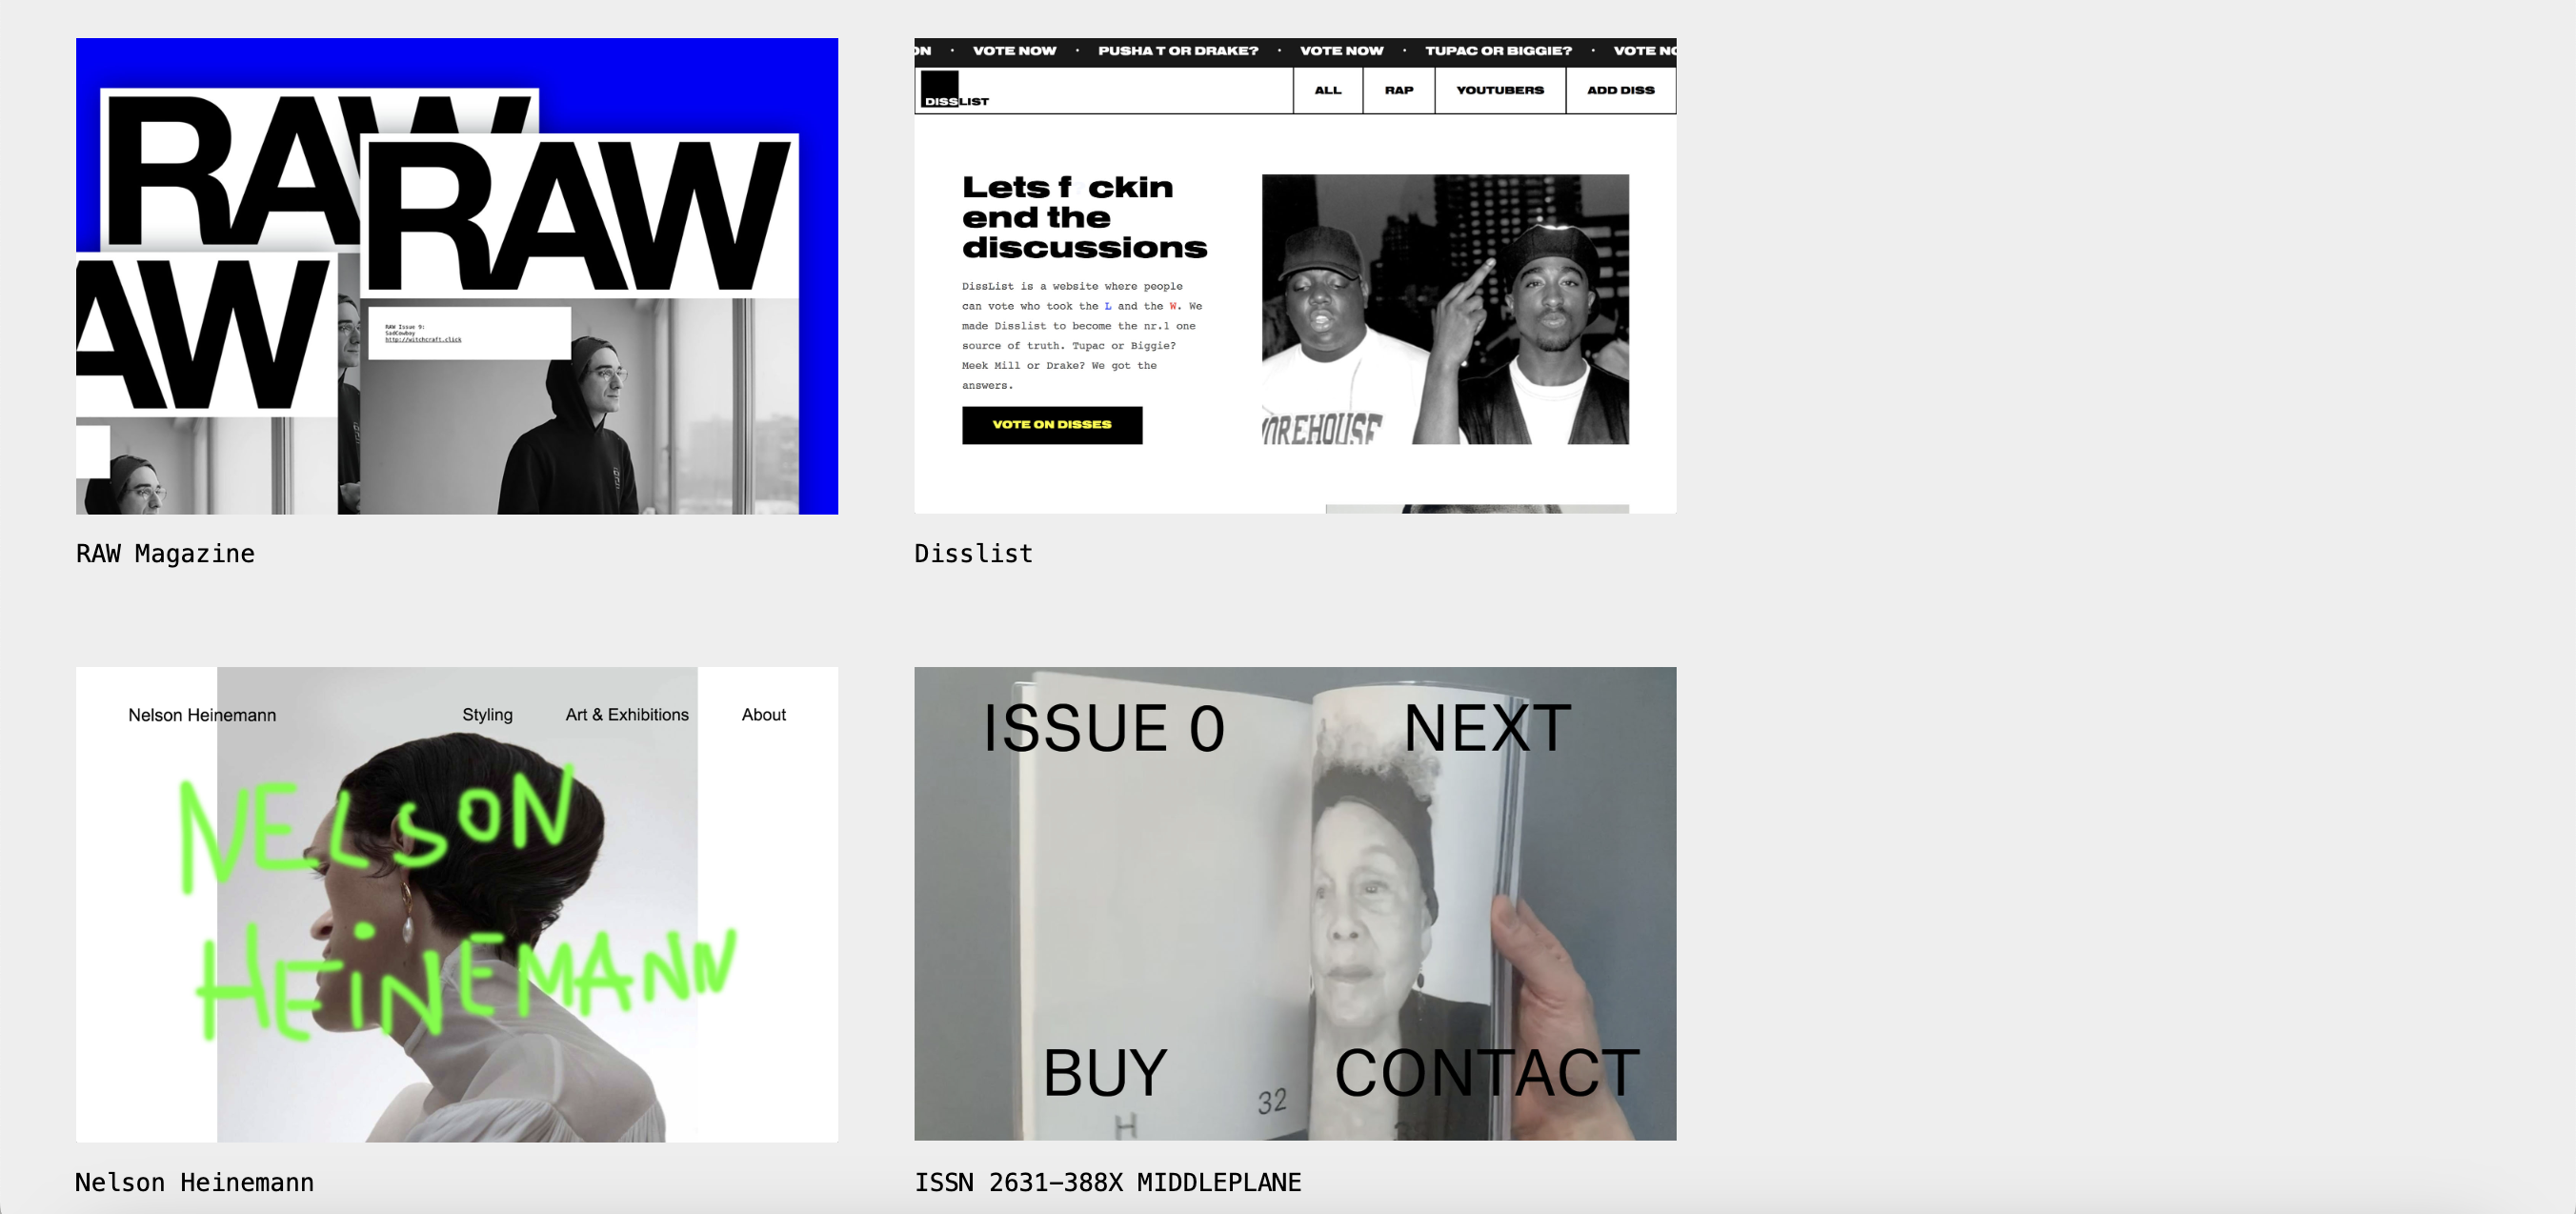 RAW
RAW
AW
RAW Issue 9:
SadCowboy
http://witchcraft.click
RAW Magazine
ON · VOTE NOW · PUSHA T OR DRAKE? · VOTE NOW · TUPAC OR BIGGIE? · VOTE NO
DISSLIST
ALL
RAP
YOUTUBERS
ADD DISS
Lets f ckin
end the
discussions
DissList is a website where people
can vote who took the L and the W. We
made Disslist to become the nr.1 one
source of truth. Tupac or Biggie?
Meek Mill or Drake? We got the
answers.
VOTE ON DISSES
OREHOUSE
Disslist
Nelson Heinemann
Styling
Art & Exhibitions
About
NELSON
HEINEMANN
Nelson Heinemann
ISSUE 0
NEXT
BUY
CONTACT
32
H
ISSN 2631–388X MIDDLEPLANE